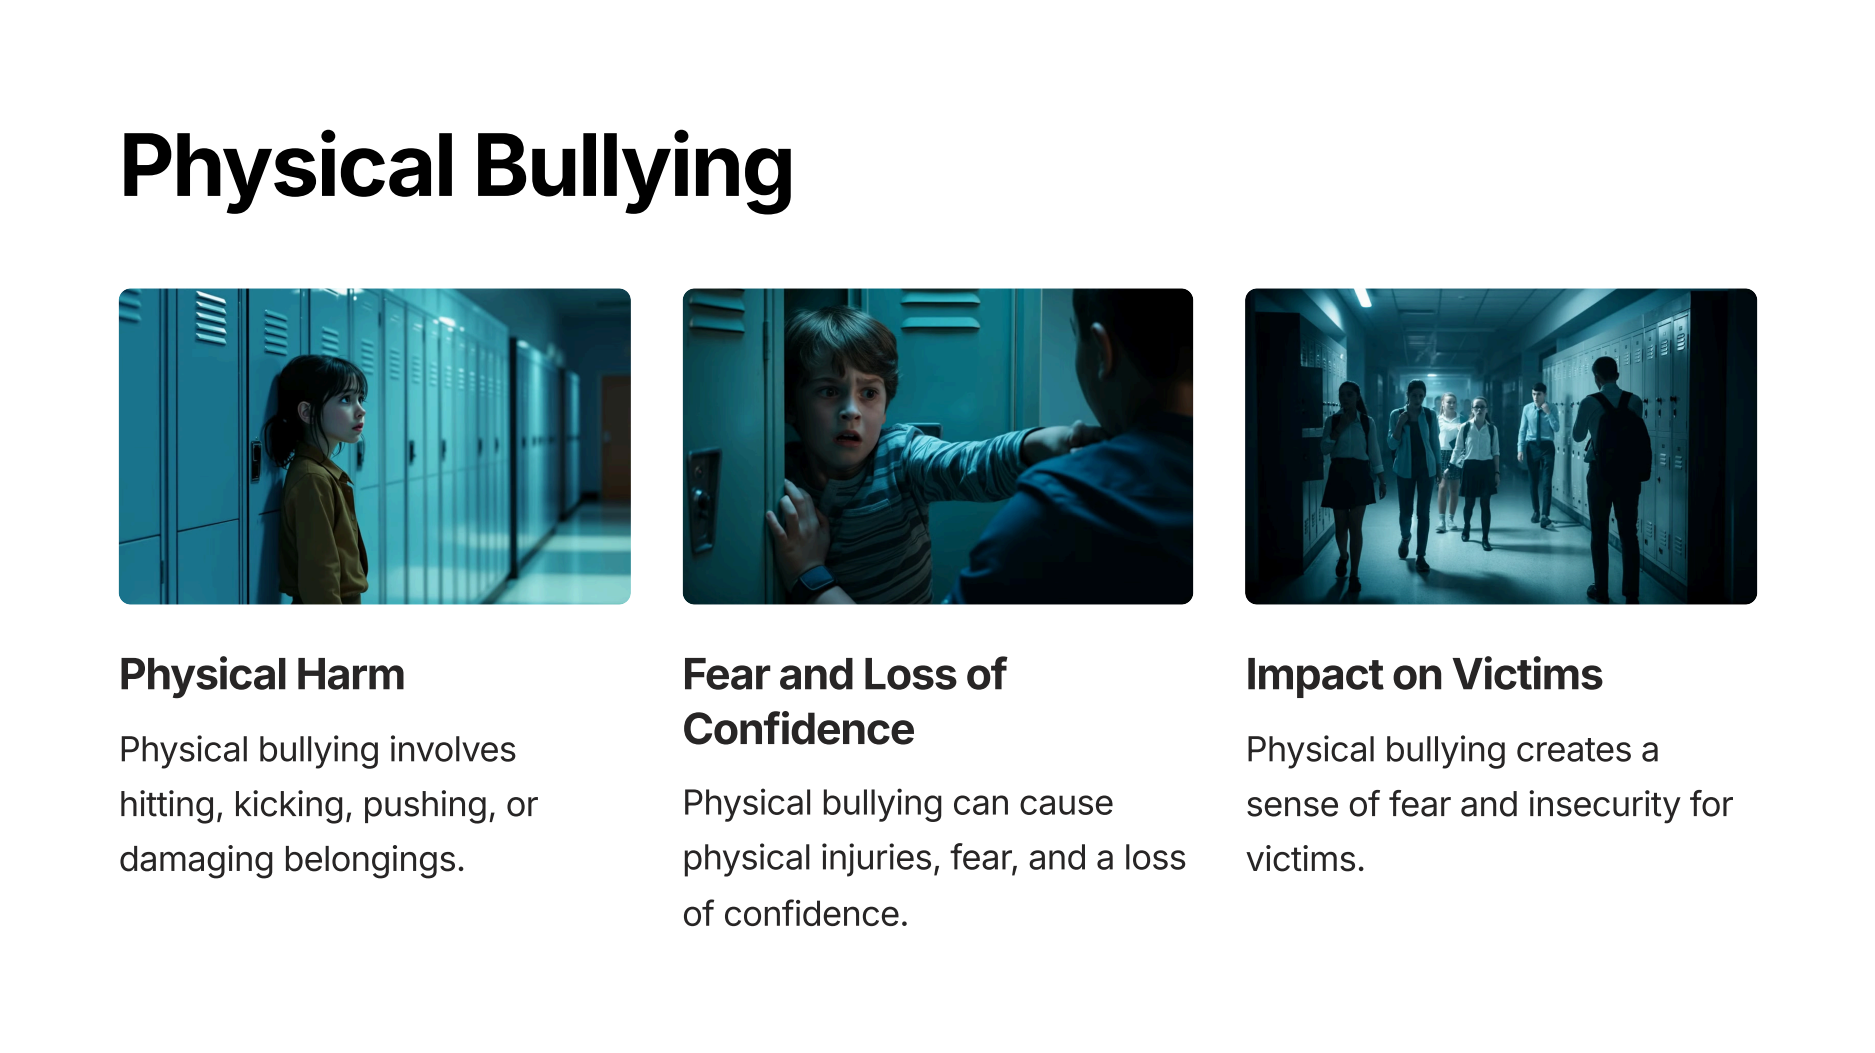 Physical Bullying
Physical Harm
Physical bullying involves
hitting, kicking, pushing, or
damaging belongings.
Fear and Loss of
Confidence
Physical bullying can cause
physical injuries, fear, and a loss
of confidence.
Impact on Victims
Physical bullying creates a
sense of fear and insecurity for
victims.